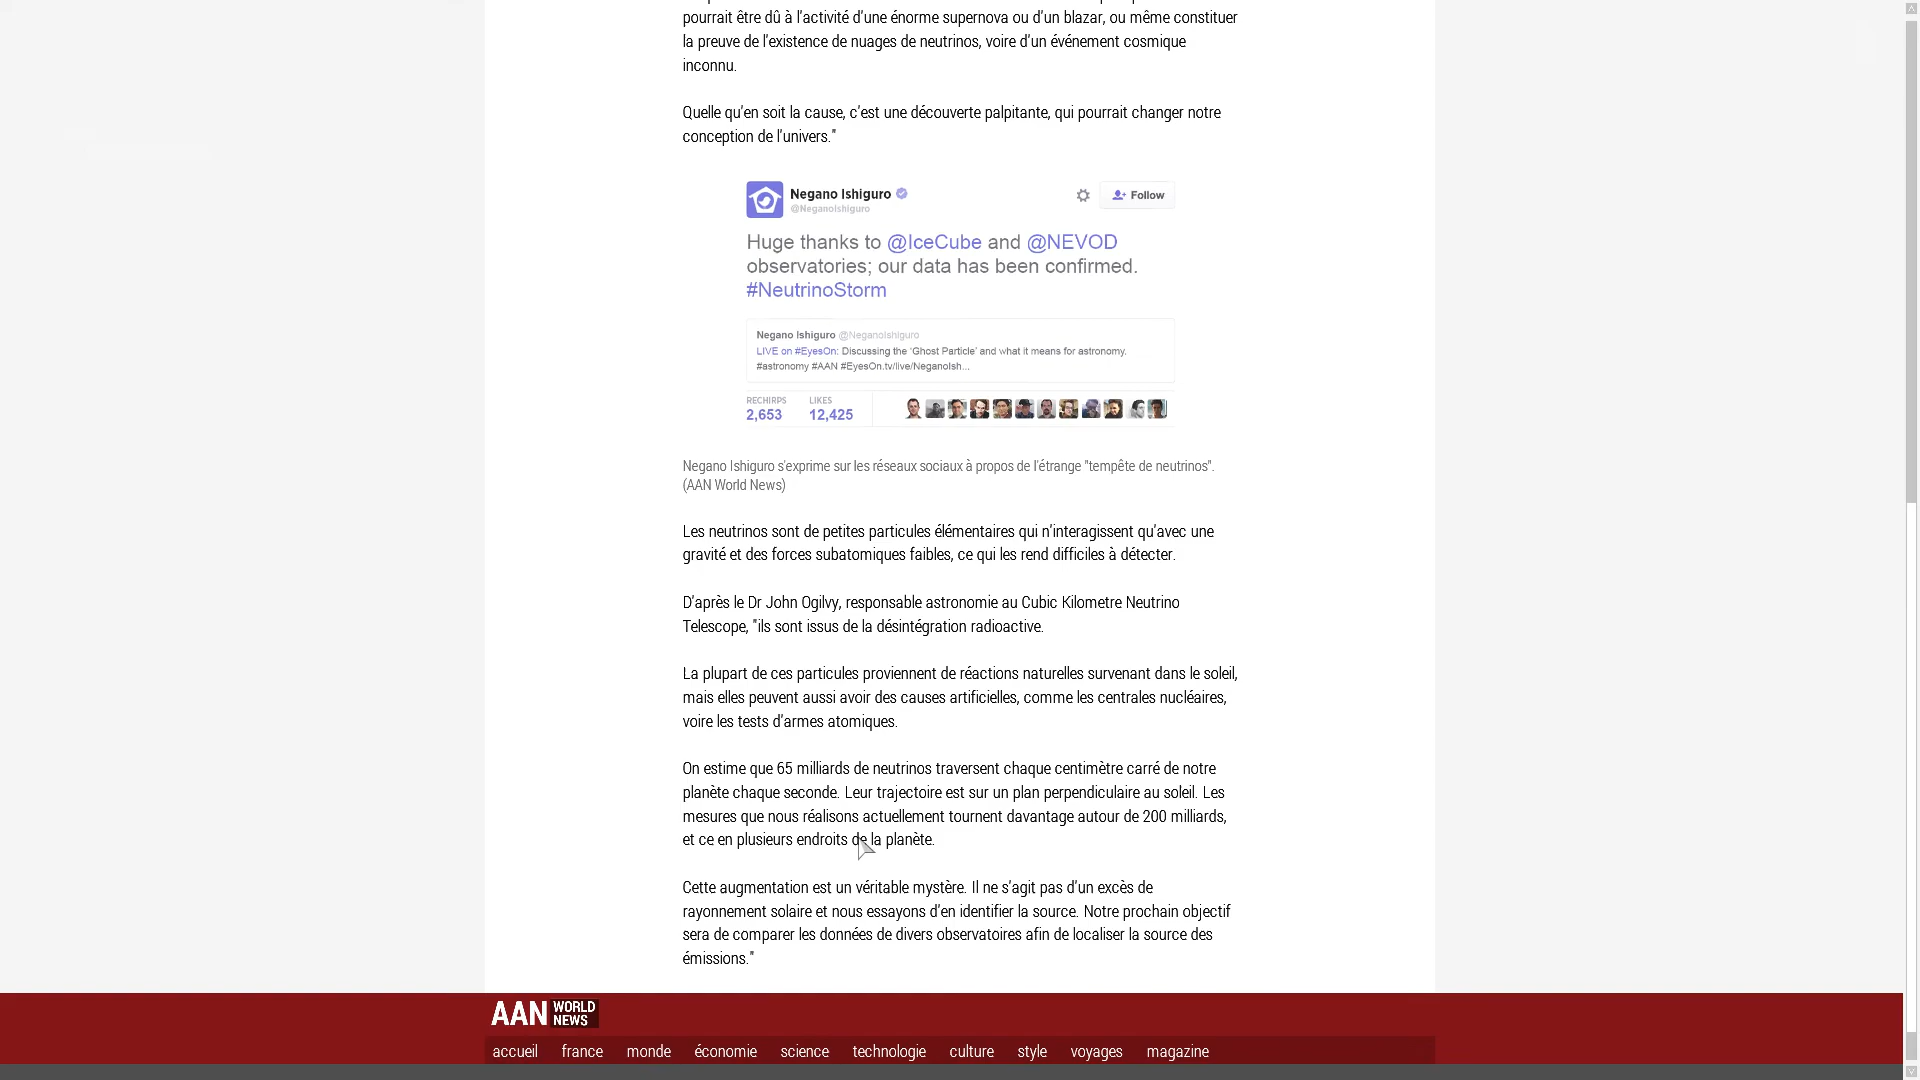 pourrait être dû à l'activité d'une énorme supernova ou d'un blazar, ou même constituer
la preuve de l'existence de nuages de neutrinos, voire d'un événement cosmique
inconnu.
Quelle qu'en soit la cause, c'est une découverte palpitante, qui pourrait changer notre
conception de l'univers."
Negano Ishiguro
@NeganoIshiguro
Follow
Huge thanks to @IceCube and @NEVOD
observatories; our data has been confirmed.
#NeutrinoStorm
Negano Ishiguro @NeganoIshiguro
LIVE on #EyesOn: Discussing the 'Ghost Particle' and what it means for astronomy.
#astronomy #AAN #EyesOn.tv/live/NeganoIsh...
RECHIRPS LIKES
2,653 12,425
Negano Ishiguro s'exprime sur les réseaux sociaux à propos de l'étrange "tempête de neutrinos".
(AAN World News)
Les neutrinos sont de petites particules élémentaires qui n'interagissent qu'avec une
gravité et des forces subatomiques faibles, ce qui les rend difficiles à détecter.
D'après le Dr John Ogilvy, responsable astronomie au Cubic Kilometre Neutrino
Telescope, "ils sont issus de la désintégration radioactive.
La plupart de ces particules proviennent de réactions naturelles survenant dans le soleil,
mais elles peuvent aussi avoir des causes artificielles, comme les centrales nucléaires,
voire les tests d'armes atomiques.
On estime que 65 milliards de neutrinos traversent chaque centimètre carré de notre
planète chaque seconde. Leur trajectoire est sur un plan perpendiculaire au soleil. Les
mesures que nous réalisons actuellement tournent davantage autour de 200 milliards,
et ce en plusieurs endroits de la planète.
Cette augmentation est un véritable mystère. Il ne s'agit pas d'un excès de
rayonnement solaire et nous essayons d'en identifier la source. Notre prochain objectif
sera de comparer les données de divers observatoires afin de localiser la source des
émissions."
AAN WORLD NEWS
accueil france monde économie science technologie culture style voyages magazine